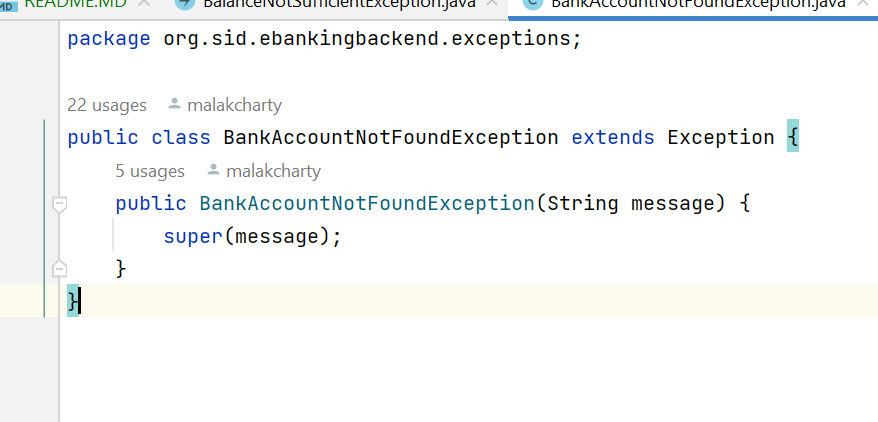 README.MD BalanceNotSufficientException.java BankAccountNotFoundException.java
package org.sid.ebankingbackend.exceptions;
22 usages malakcharty
public class BankAccountNotFoundException extends Exception {
5 usages malakcharty
public BankAccountNotFoundException(String message) {
super(message);
}
}